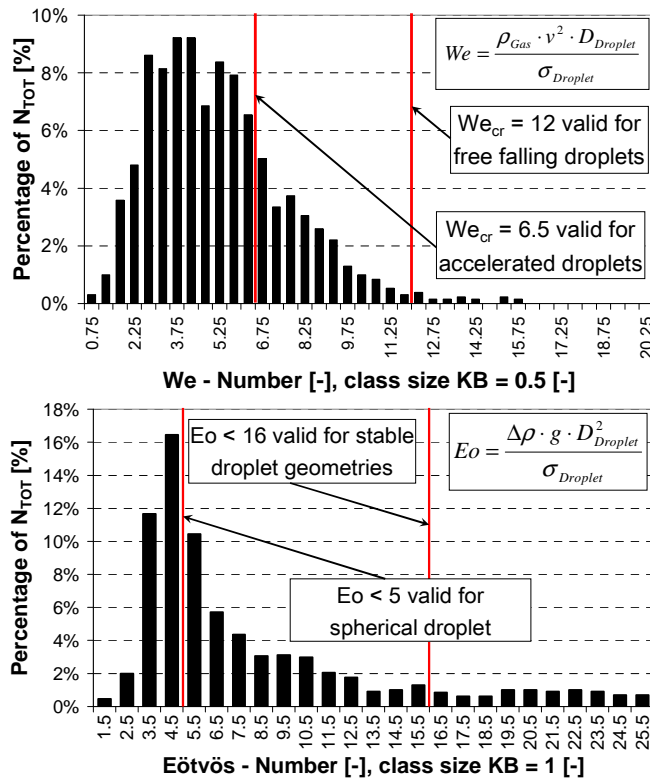 Percentage of N_TOT [%]
10%
8%
6%
4%
2%
0%
We = ρ_Gas · v² · D_Droplet / σ_Droplet
We_cr = 12 valid for
free falling droplets
We_cr = 6.5 valid for
accelerated droplets
0.75 2.25 3.75 5.25 6.75 8.25 9.75 11.25 12.75 14.25 15.75 17.25 18.75 20.25
We - Number [-], class size KB = 0.5 [-]
Percentage of N_TOT [%]
18%
16%
14%
12%
10%
8%
6%
4%
2%
0%
Eo < 16 valid for stable
droplet geometries
Eo = Δρ · g · D²_Droplet / σ_Droplet
Eo < 5 valid for
spherical droplet
1.5 2.5 3.5 4.5 5.5 6.5 7.5 8.5 9.5 10.5 11.5 12.5 13.5 14.5 15.5 16.5 17.5 18.5 19.5 20.5 21.5 22.5 23.5 24.5 25.5
Eötvös - Number [-], class size KB = 1 [-]